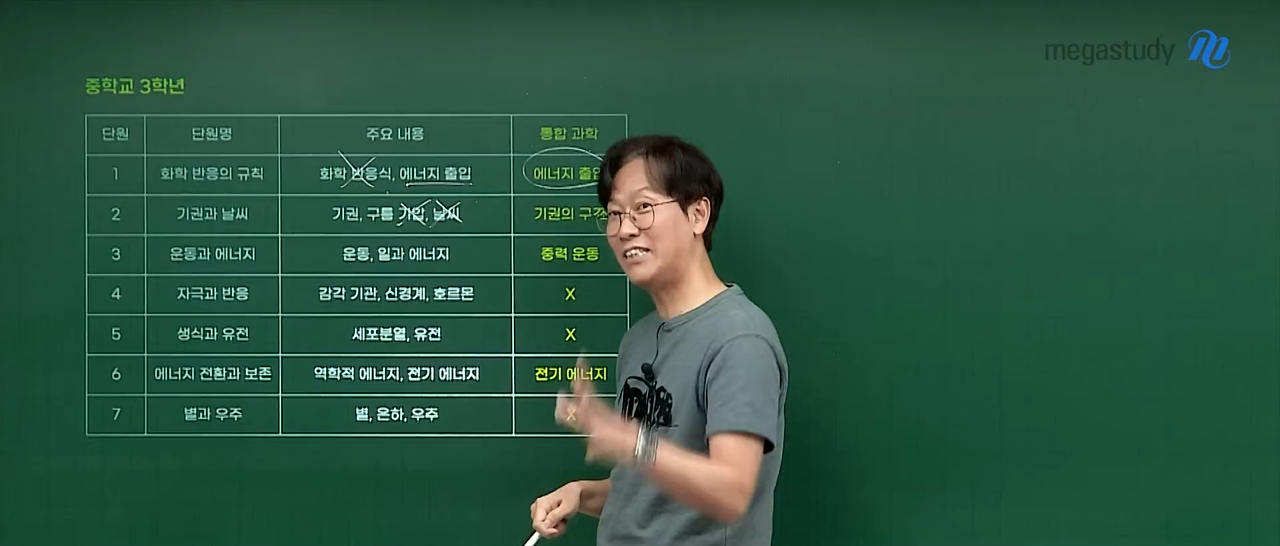 megastudy
중학교 3학년
단원 단원명 주요 내용 통합 과학
1 화학 반응의 규칙 화학 반응식, 에너지 출입 에너지 출입
2 기권과 날씨 기권, 구름 기압, 날씨 기권의 구조
3 운동과 에너지 운동, 일과 에너지 중력 운동
4 자극과 반응 감각 기관, 신경계, 호르몬 X
5 생식과 유전 세포분열, 유전 X
6 에너지 전환과 보존 역학적 에너지, 전기 에너지 전기 에너지
7 별과 우주 별, 은하, 우주 X